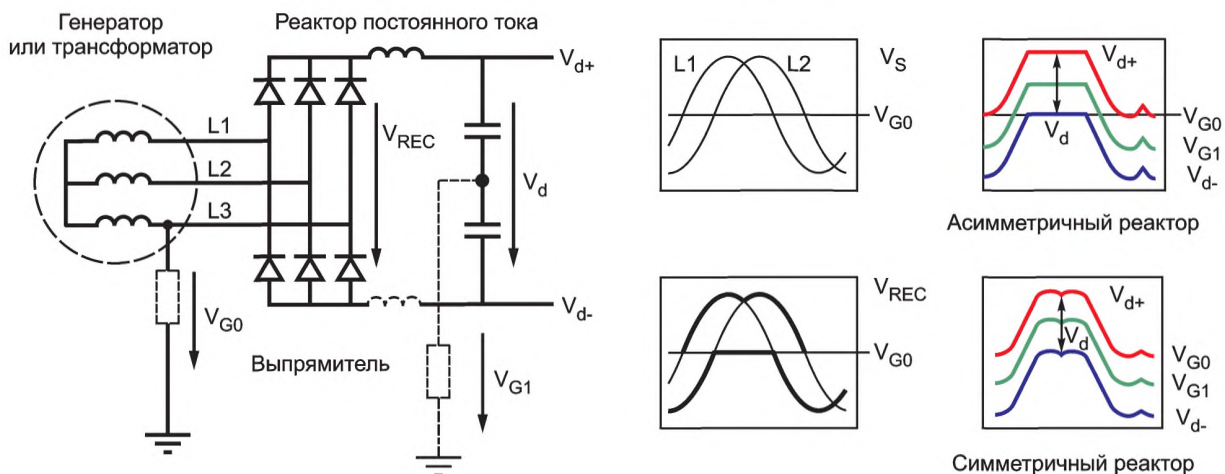 Генератор
или трансформатор
Реактор постоянного тока
V_d+
L1
L2
L3
V_REC
V_d
V_G0
Выпрямитель
V_G1
V_d-
L1
L2
V_S
V_G0
V_d+
V_d
V_G0
V_G1
V_d-
Асимметричный реактор
V_REC
V_G0
V_d+
V_d
V_G0
V_G1
V_d-
Симметричный реактор